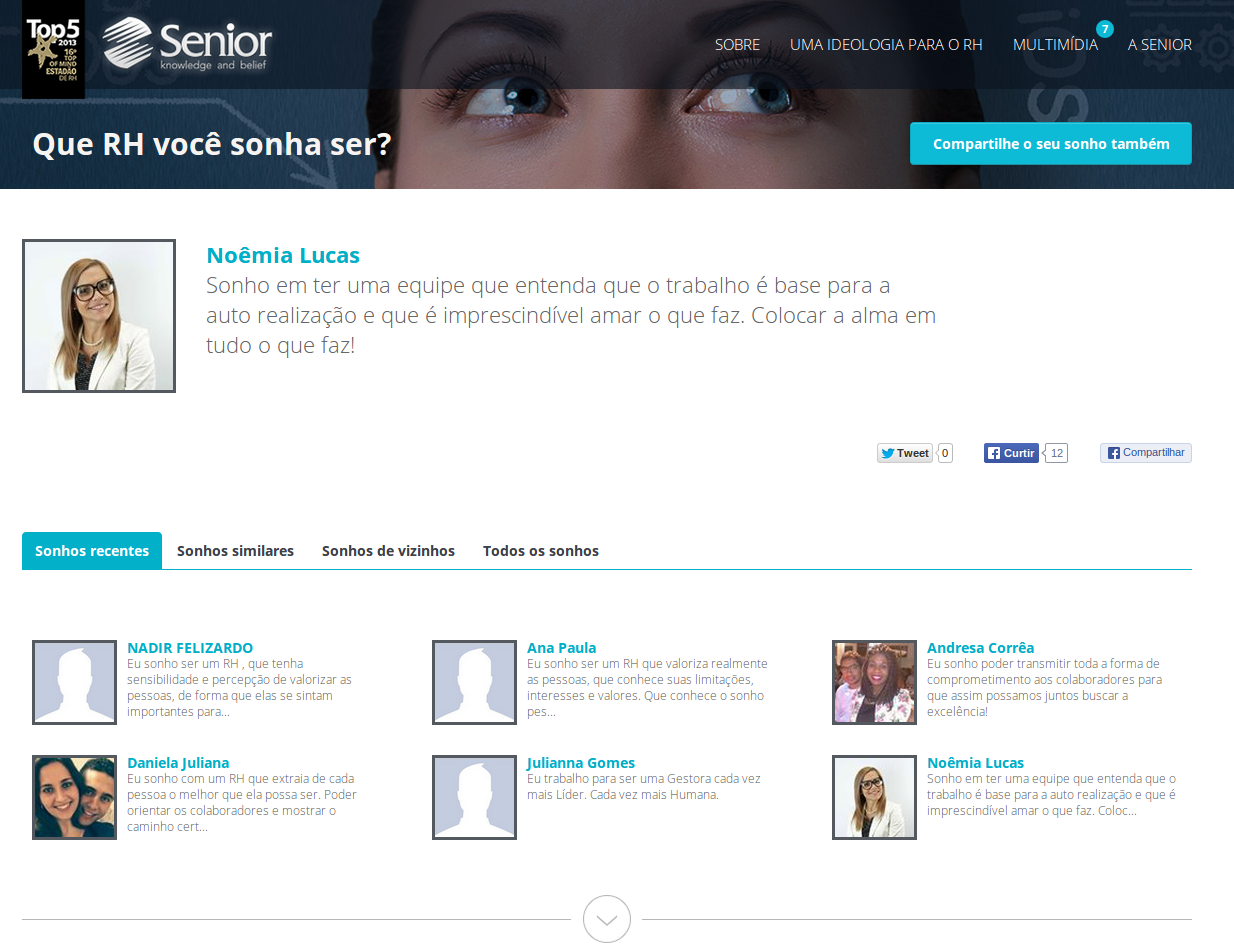 Top5
2013
16º
TOP
OF MIND
ESTADÃO
DE RH
Senior
knowledge and belief
SOBRE
UMA IDEOLOGIA PARA O RH
MULTIMÍDIA
7
A SENIOR
Que RH você sonha ser?
Compartilhe o seu sonho também
Noêmia Lucas
Sonho em ter uma equipe que entenda que o trabalho é base para a
auto realização e que é imprescindível amar o que faz. Colocar a alma em
tudo o que faz!
Tweet
0
Curtir
12
Compartilhar
Sonhos recentes
Sonhos similares
Sonhos de vizinhos
Todos os sonhos
NADIR FELIZARDO
Eu sonho ser um RH , que tenha
sensibilidade e percepção de valorizar as
pessoas, de forma que elas se sintam
importantes para...
Ana Paula
Eu sonho ser um RH que valoriza realmente
as pessoas, que conhece suas limitações,
interesses e valores. Que conhece o sonho
pes...
Andresa Corrêa
Eu sonho poder transmitir toda a forma de
comprometimento aos colaboradores para
que assim possamos juntos buscar a
excelência!
Daniela Juliana
Eu sonho com um RH que extraia de cada
pessoa o melhor que ela possa ser. Poder
orientar os colaboradores e mostrar o
caminho cert...
Julianna Gomes
Eu trabalho para ser uma Gestora cada vez
mais Líder. Cada vez mais Humana.
Noêmia Lucas
Sonho em ter uma equipe que entenda que o
trabalho é base para a auto realização e que é
imprescindível amar o que faz. Coloc...